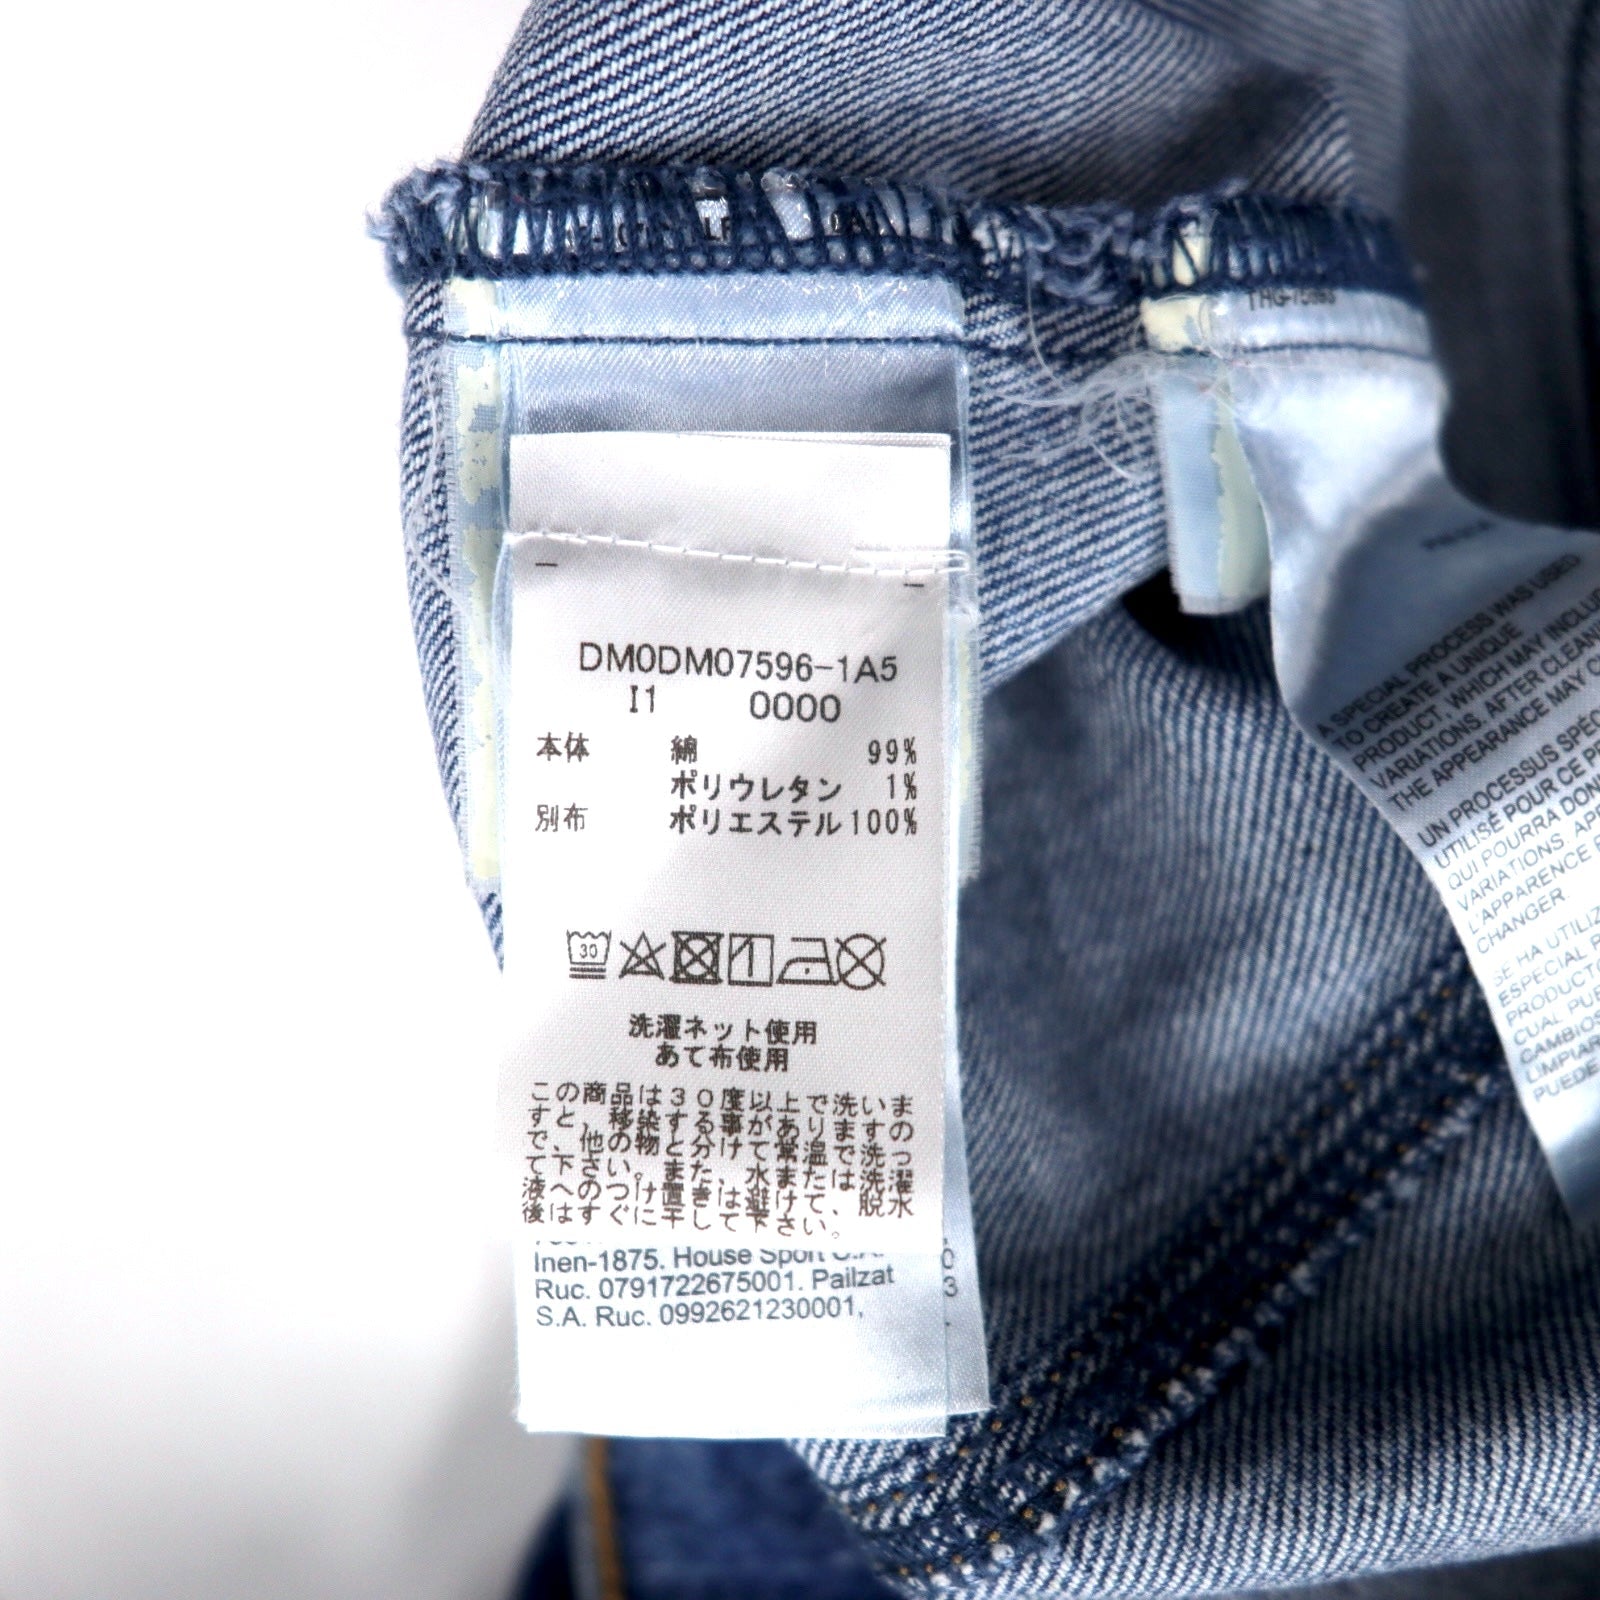 DM0DM07596-1A5
I1 0000
本体 綿 99%
ポリウレタン 1%
別布 ポリエステル 100%
30
洗濯ネット使用
あて布使用
この商品は30度以上で洗いま
すと、移染する事がありますの
で、他の物と分けて常温で洗っ
て下さい。また、水または洗濯
液へのつけ置きは避けて、脱水
後はすぐに干して下さい。
Inen-1875. House Sport
Ruc. 0791722675001. Pailzat
S.A. Ruc. 0992621230001,
A SPECIAL PROCESS WAS USED
TO CREATE A UNIQUE
PRODUCT, WHICH MAY INCLUDE
VARIATIONS. AFTER CLEAN
THE APPEARANCE MAY
UN PROCESSUS SPÉC
UTILISÉ POUR CE
QUI POURRA DON
VARIATIONS. AP
L'APPARENCE
CHANGER.
SE HA UTILIZ
ESPECIAL
PRODUCTO
CUAL PUE
CAMBIOS
LIMPIAR
PUEDE